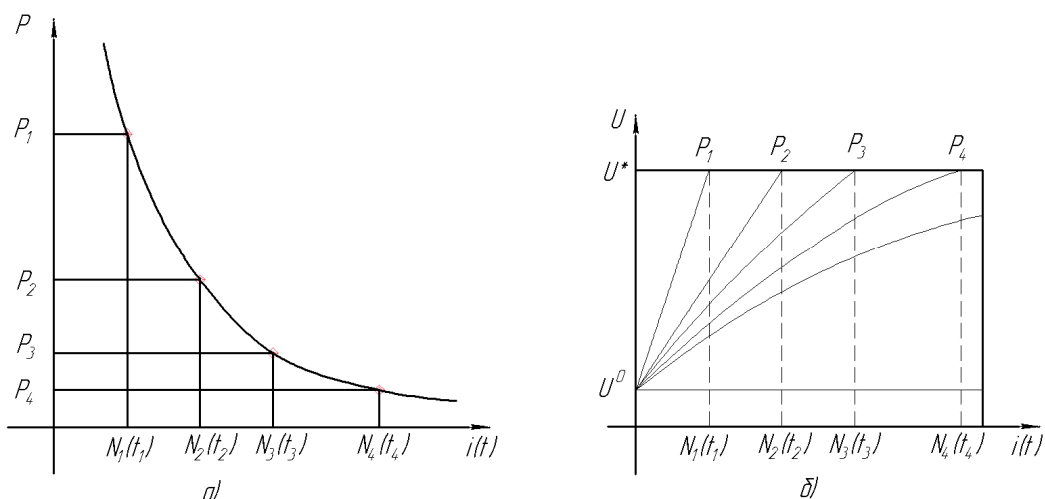 P
P₁
P₂
P₃
P₄
N₁(t₁) N₂(t₂) N₃(t₃) N₄(t₄) i(t)
а)
U
P₁ P₂ P₃ P₄
U*
U⁰
N₁(t₁) N₂(t₂) N₃(t₃) N₄(t₄) i(t)
б)